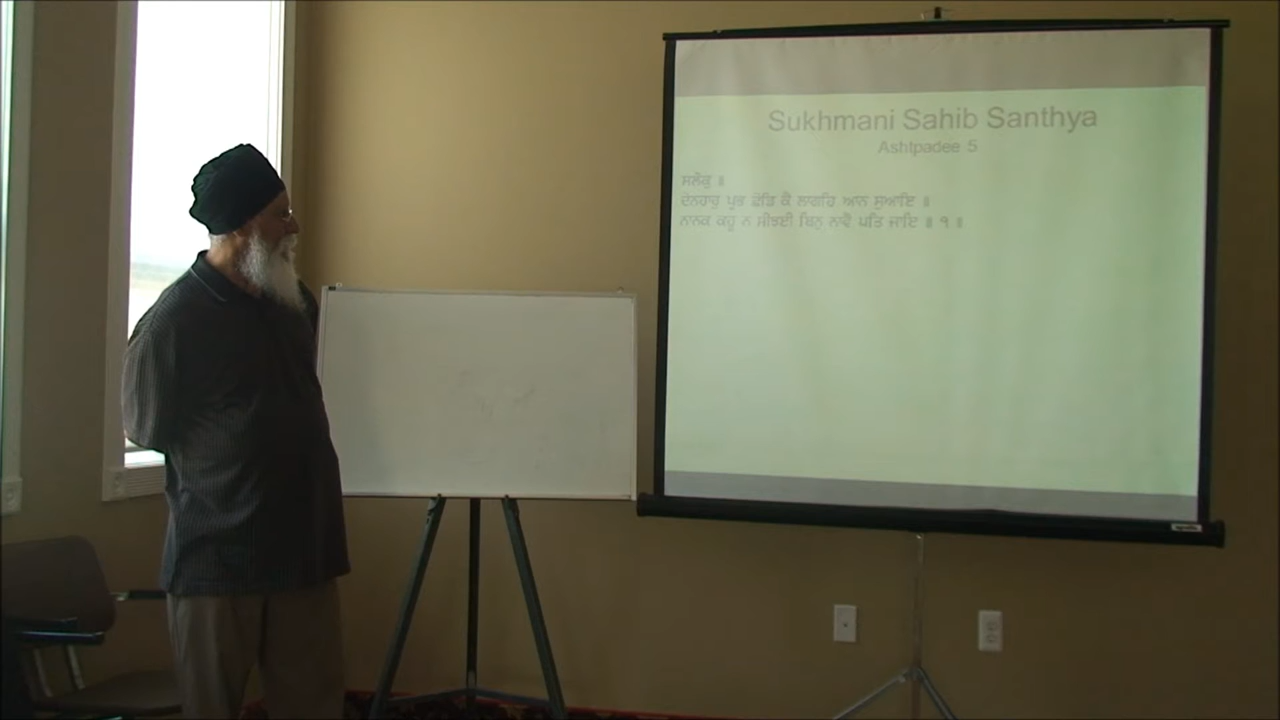 Sukhmani Sahib Santhya
Ashtpadee 5
ਸਲੋਕੁ ॥
ਦੇਨਹਾਰੁ ਪ੍ਰਭ ਛੋਡਿ ਕੈ ਲਾਗਹਿ ਆਨ ਸੁਆਇ ॥
ਨਾਨਕ ਕਹੂ ਨ ਸੀਝਈ ਬਿਨੁ ਨਾਵੈ ਪਤਿ ਜਾਇ ॥ ੧ ॥